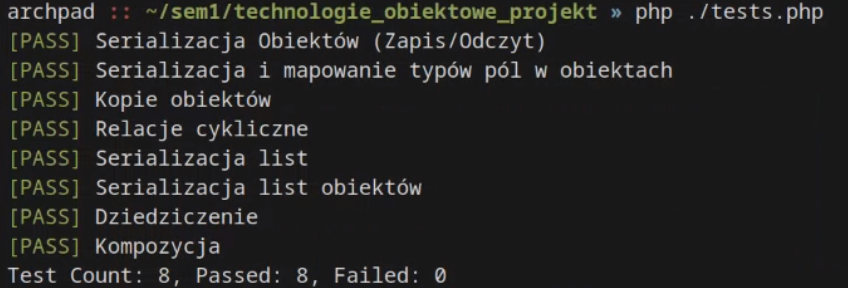 archpad :: ~/sem1/technologie_obiektowe_projekt » php ./tests.php
[PASS] Serializacja Obiektów (Zapis/Odczyt)
[PASS] Serializacja i mapowanie typów pól w obiektach
[PASS] Kopie obiektów
[PASS] Relacje cykliczne
[PASS] Serializacja list
[PASS] Serializacja list obiektów
[PASS] Dziedziczenie
[PASS] Kompozycja
Test Count: 8, Passed: 8, Failed: 0